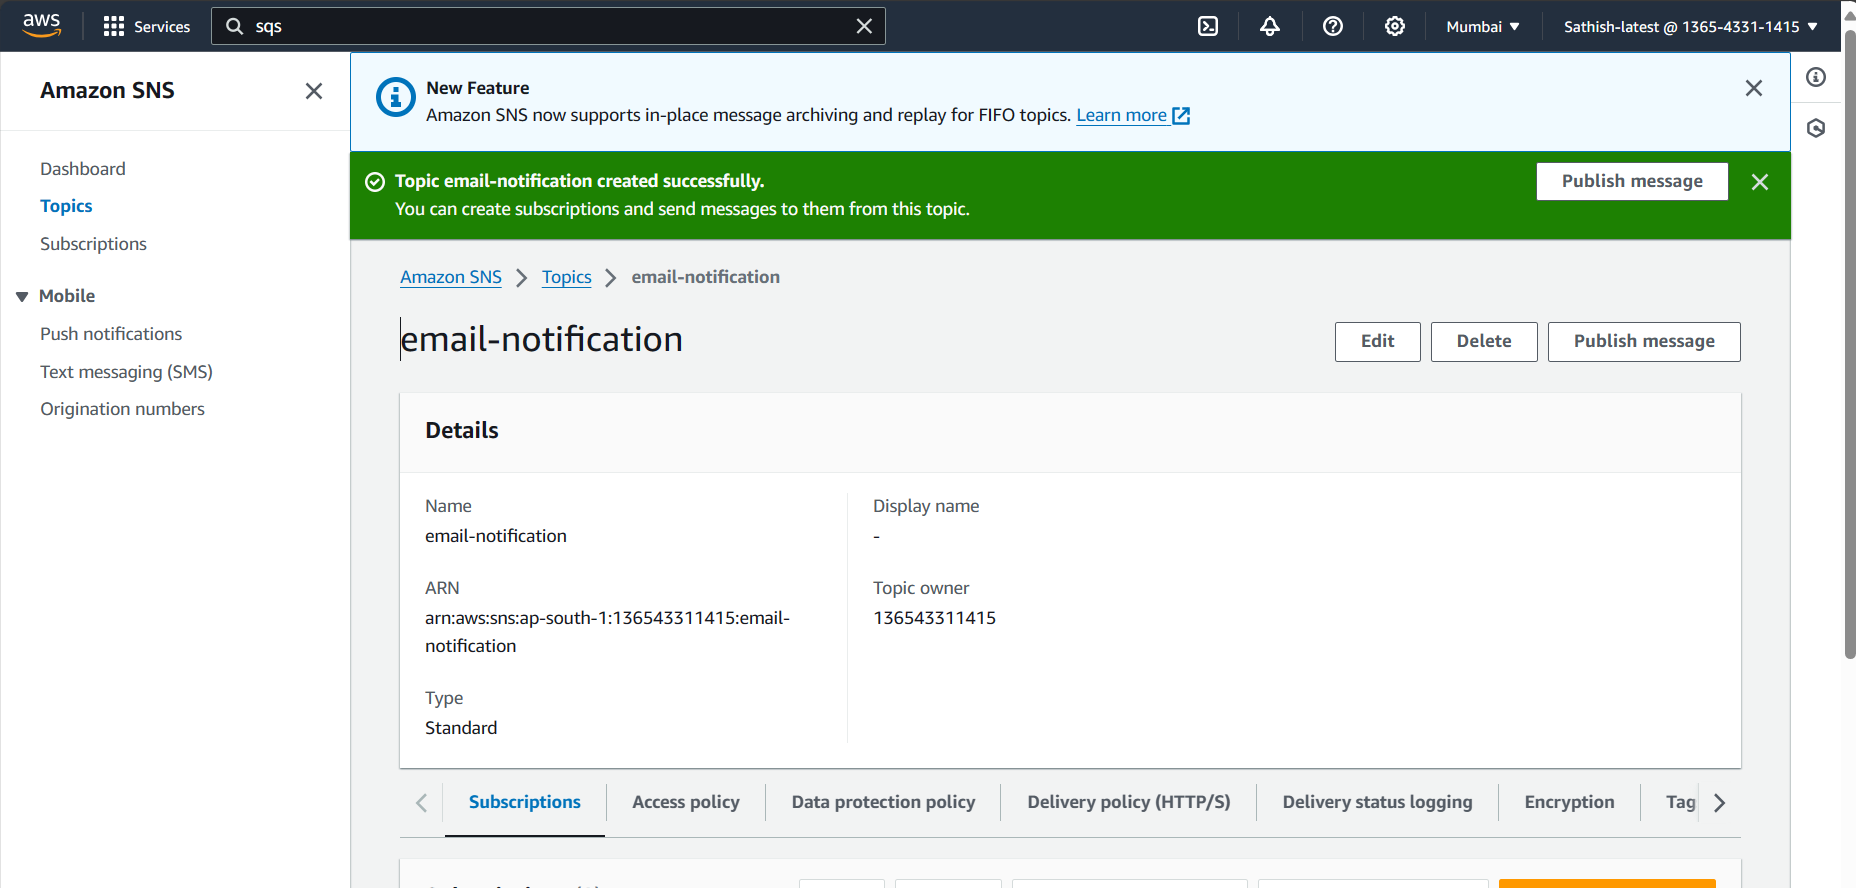 aws
Services
sqs
Mumbai
Sathish-latest @ 1365-4331-1415
Amazon SNS
Dashboard
Topics
Subscriptions
Mobile
Push notifications
Text messaging (SMS)
Origination numbers
New Feature
Amazon SNS now supports in-place message archiving and replay for FIFO topics. Learn more
Topic email-notification created successfully.
You can create subscriptions and send messages to them from this topic.
Publish message
Amazon SNS Topics email-notification
email-notification
Edit Delete Publish message
Details
Name
email-notification
ARN
arn:aws:sns:ap-south-1:136543311415:email-
notification
Type
Standard
Display name
-
Topic owner
136543311415
Subscriptions Access policy Data protection policy Delivery policy (HTTP/S) Delivery status logging Encryption Tag